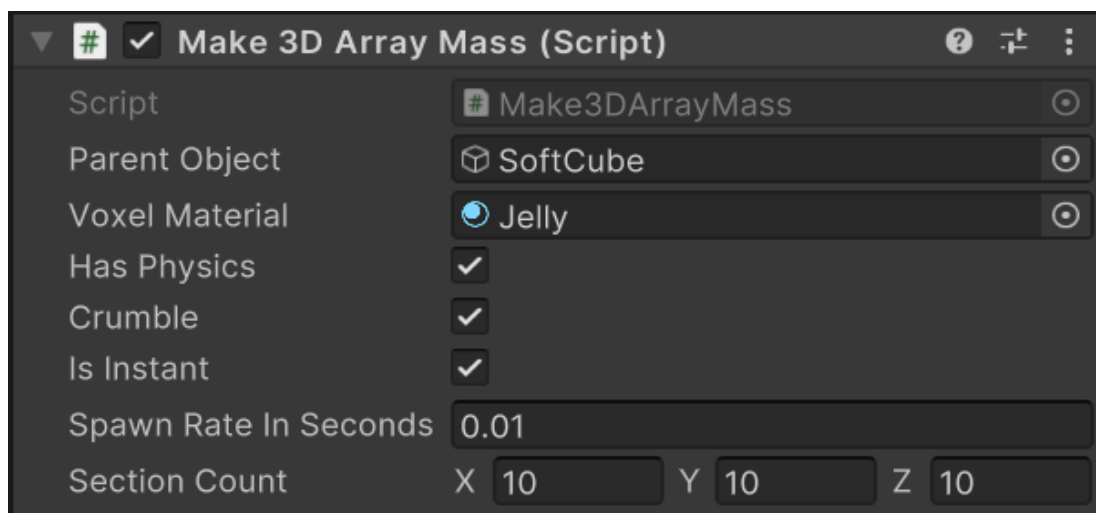 # Make 3D Array Mass (Script) ?
Script # Make3DArrayMass
Parent Object SoftCube
Voxel Material Jelly
Has Physics
Crumble
Is Instant
Spawn Rate In Seconds 0.01
Section Count X 10 Y 10 Z 10